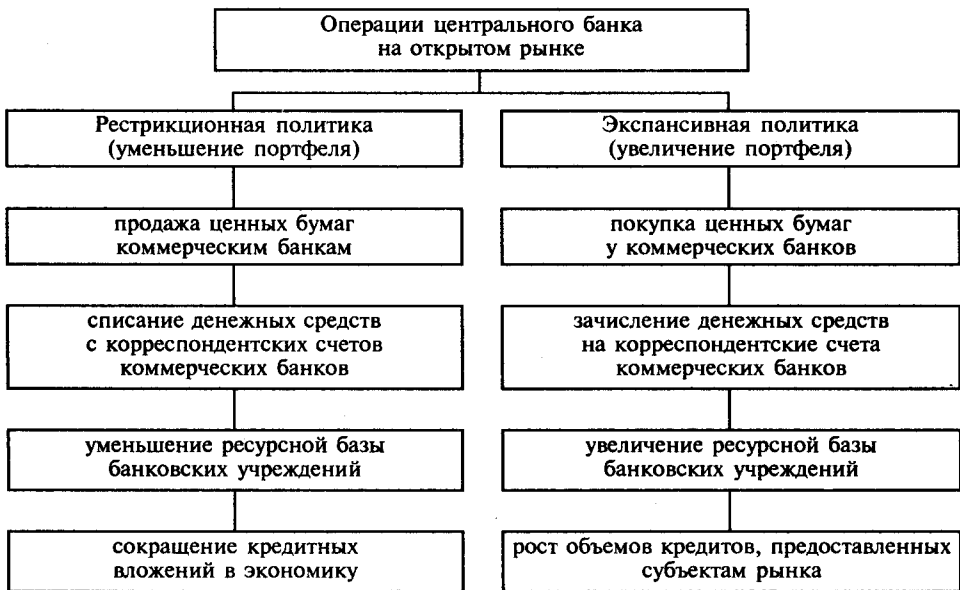 Операции центрального банка
на открытом рынке
Рестрикционная политика
(уменьшение портфеля)
Экспансивная политика
(увеличение портфеля)
продажа ценных бумаг
коммерческим банкам
покупка ценных бумаг
у коммерческих банков
списание денежных средств
с корреспондентских счетов
коммерческих банков
зачисление денежных средств
на корреспондентские счета
коммерческих банков
уменьшение ресурсной базы
банковских учреждений
увеличение ресурсной базы
банковских учреждений
сокращение кредитных
вложений в экономику
рост объемов кредитов, предоставленных
субъектам рынка